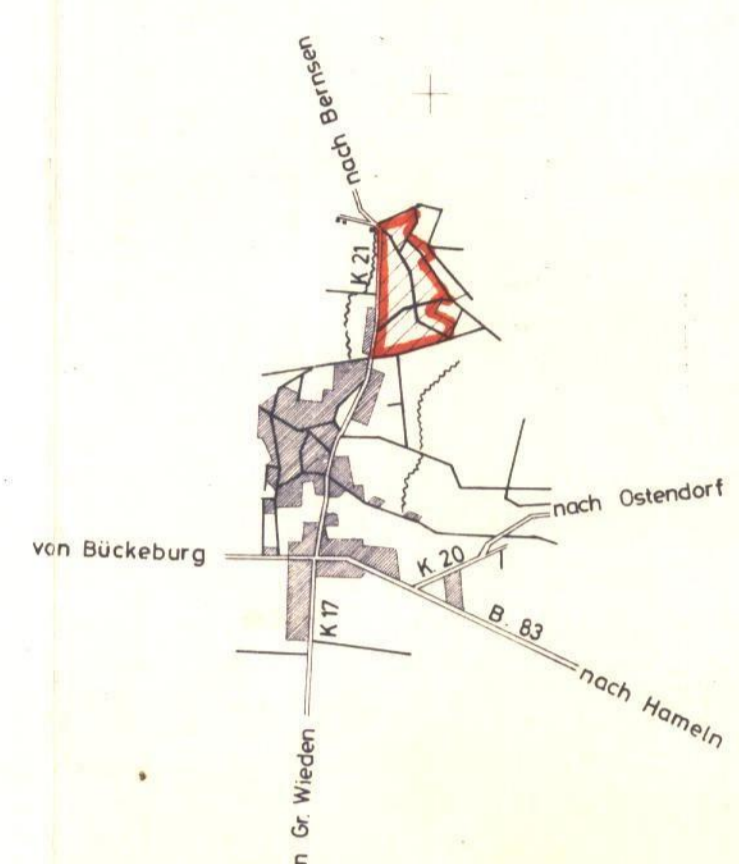 nach Bernsen
K 21
nach Ostendorf
von Bückeburg
K. 20
K 17
B. 83
nach Hameln
n Gr. Wieden